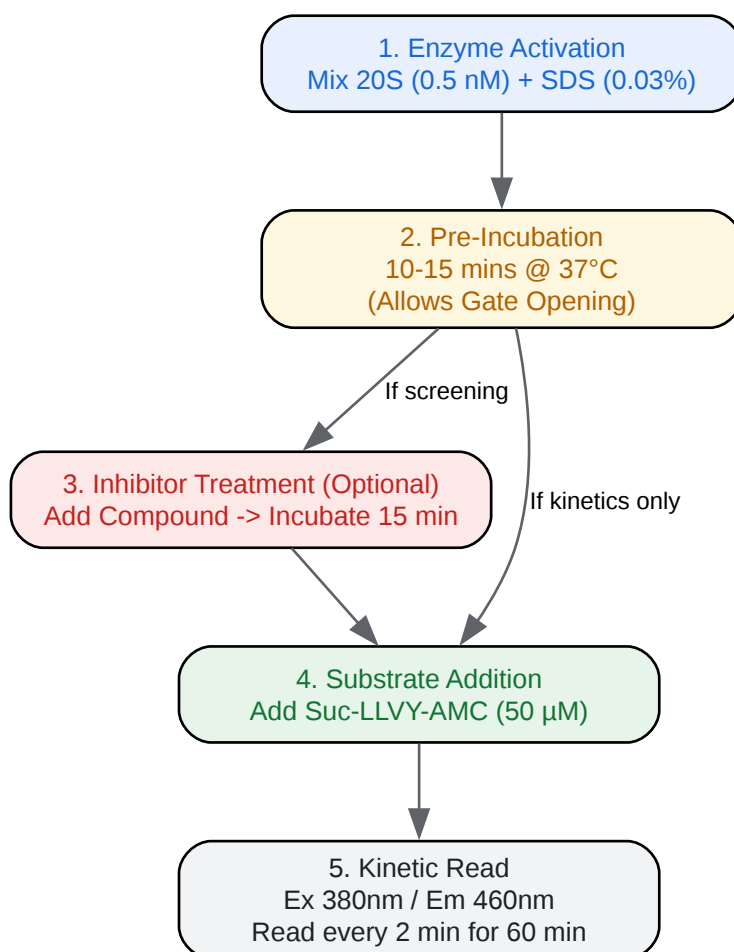 1. Enzyme Activation
Mix 20S (0.5 nM) + SDS (0.03%)
2. Pre-Incubation
10-15 mins @ 37°C
(Allows Gate Opening)
If screening
3. Inhibitor Treatment (Optional)
Add Compound -> Incubate 15 min
If kinetics only
4. Substrate Addition
Add Suc-LLVY-AMC (50 µM)
5. Kinetic Read
Ex 380nm / Em 460nm
Read every 2 min for 60 min